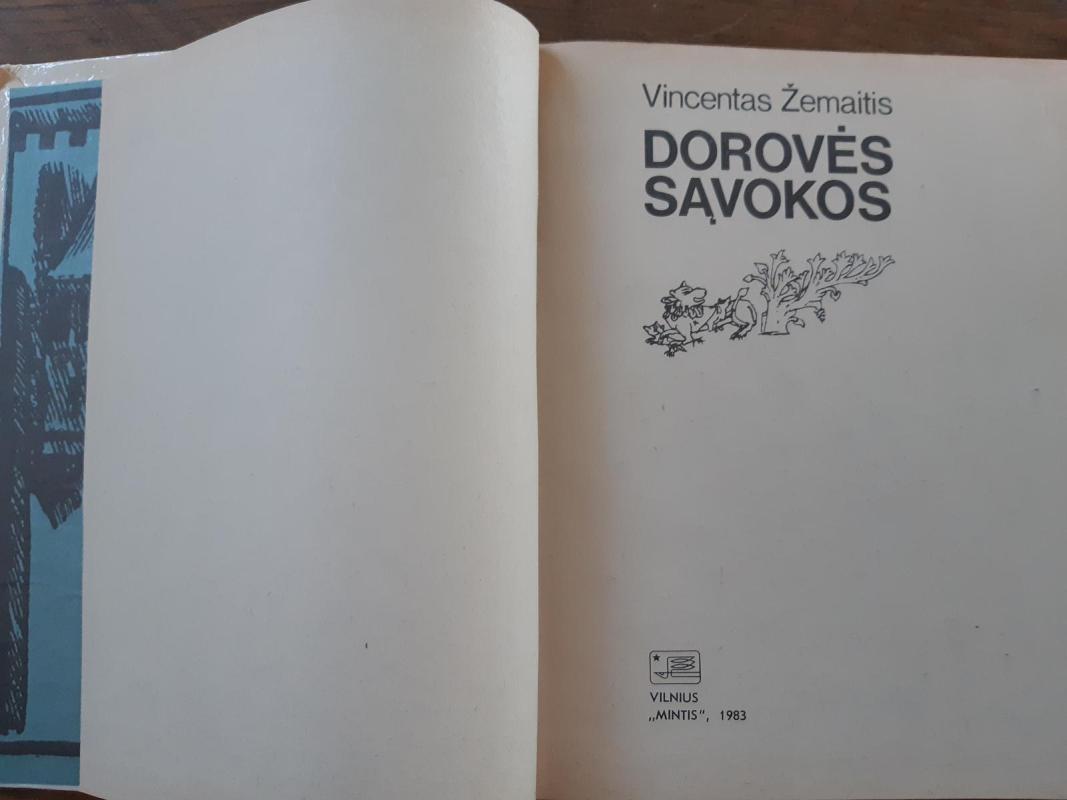 Vincentas Žemaitis
DOROVĖS
SĄVOKOS
VILNIUS
„MINTIS“, 1983